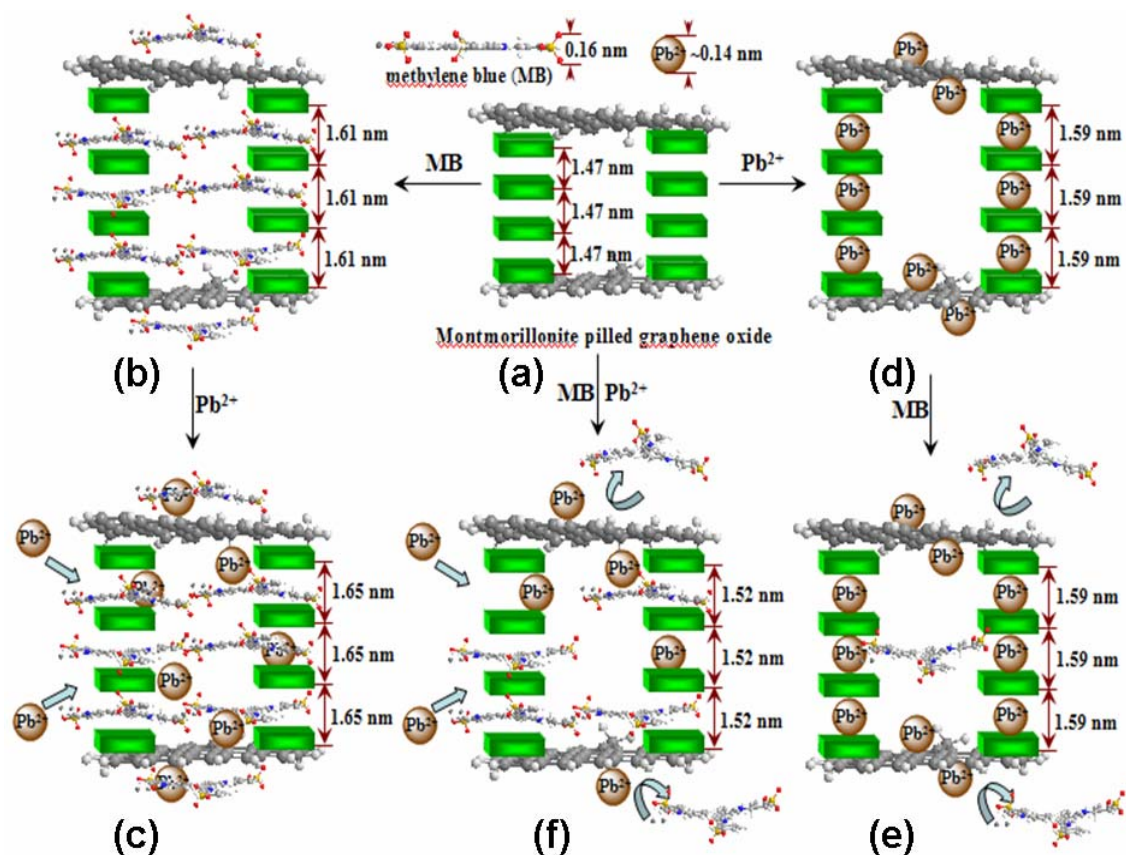 0.16 nm
Pb²⁺
~0.14 nm
methylene blue (MB)
1.61 nm
1.61 nm
1.61 nm
MB
1.47 nm
1.47 nm
1.47 nm
Pb²⁺
Pb²⁺
Pb²⁺
Pb²⁺
Pb²⁺
1.59 nm
Pb²⁺
Pb²⁺
1.59 nm
Pb²⁺
Pb²⁺
1.59 nm
Pb²⁺
Pb²⁺
Montmorillonite pilled graphene oxide
(b)
(a)
(d)
Pb²⁺
MB
Pb²⁺
MB
Pb²⁺
Pb²⁺
Pb²⁺
Pb²⁺
1.65 nm
Pb²⁺
1.65 nm
Pb²⁺
Pb²⁺
Pb²⁺
1.65 nm
Pb²⁺
Pb²⁺
Pb²⁺
Pb²⁺
Pb²⁺
1.52 nm
Pb²⁺
1.52 nm
Pb²⁺
1.52 nm
Pb²⁺
Pb²⁺
Pb²⁺
Pb²⁺
Pb²⁺
1.59 nm
Pb²⁺
Pb²⁺
1.59 nm
Pb²⁺
Pb²⁺
Pb²⁺
1.59 nm
Pb²⁺
(c)
(f)
(e)